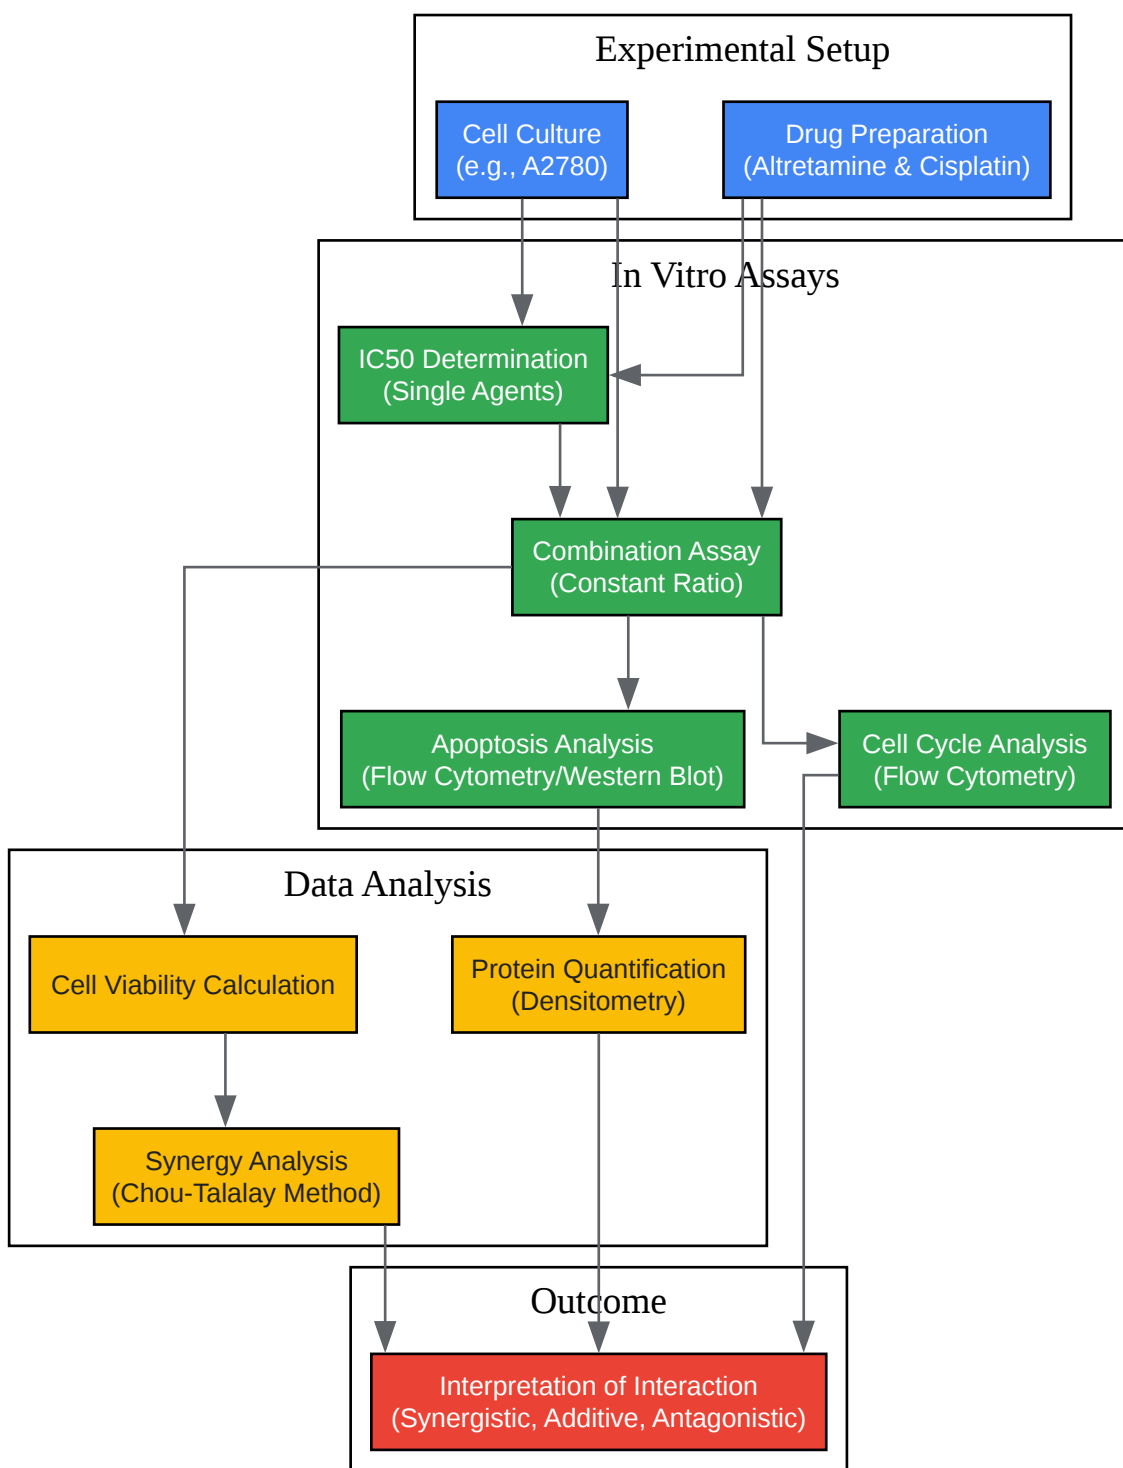 Experimental Setup
Cell Culture
(e.g., A2780)
Drug Preparation
(Altretamine & Cisplatin)
In Vitro Assays
IC50 Determination
(Single Agents)
Combination Assay
(Constant Ratio)
Apoptosis Analysis
(Flow Cytometry/Western Blot)
Cell Cycle Analysis
(Flow Cytometry)
Data Analysis
Cell Viability Calculation
Protein Quantification
(Densitometry)
Synergy Analysis
(Chou-Talalay Method)
Outcome
Interpretation of Interaction
(Synergistic, Additive, Antagonistic)